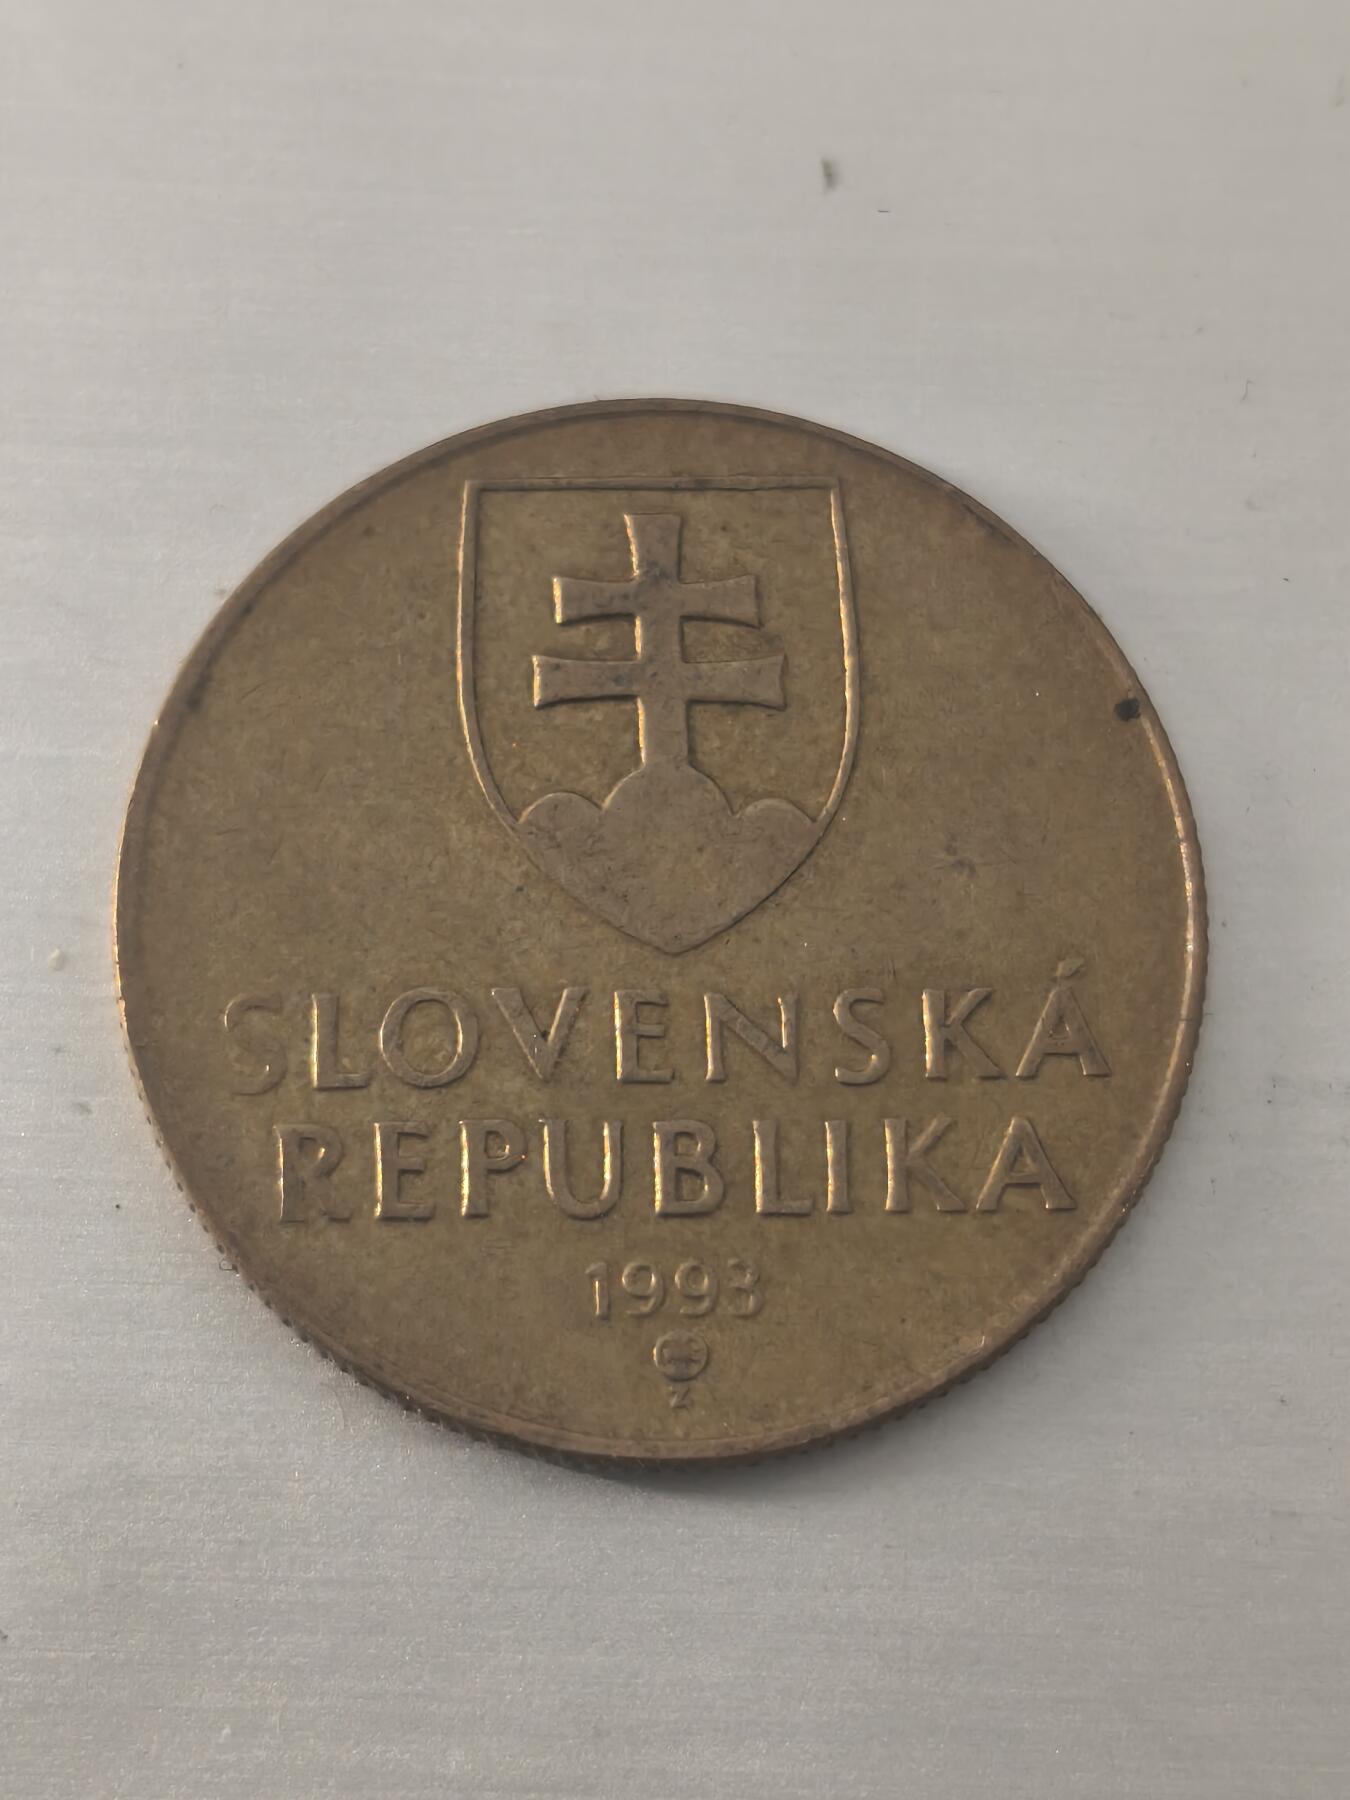 SLOVENSKÁ
REPUBLIKA
1993
Z